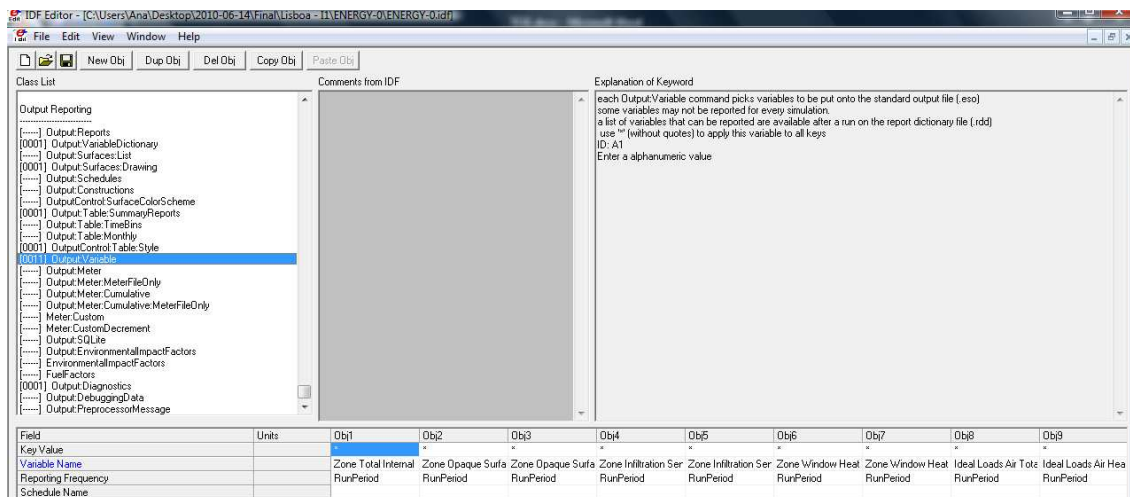 IDF Editor - [C:\Users\Ana\Desktop\2010-06-14\Final\Lisboa - I1\ENERGY-0\ENERGY-0.idf]
File Edit View Window Help
New Obj Dup Obj Del Obj Copy Obj Paste Obj
Class List Comments from IDF Explanation of Keyword
Output Reporting
-------------------------
[------] Output:Reports
[0001] Output:VariableDictionary
[------] Output:Surfaces:List
[0001] Output:Surfaces:Drawing
[------] Output:Schedules
[------] Output:Constructions
[------] OutputControl:SurfaceColorScheme
[0001] Output:Table:SummaryReports
[------] Output:Table:TimeBins
[------] Output:Table:Monthly
[0001] OutputControl:Table:Style
[0011] Output:Variable
[------] Output:Meter
[------] Output:Meter:MeterFileOnly
[------] Output:Meter:Cumulative
[------] Output:Meter:Cumulative:MeterFileOnly
[------] Meter:Custom
[------] Meter:CustomDecrement
[------] Output:SQLite
[------] Output:EnvironmentalImpactFactors
[------] EnvironmentalImpactFactors
[------] FuelFactors
[0001] Output:Diagnostics
[------] Output:DebuggingData
[------] Output:PreprocessorMessage
each Output:Variable command picks variables to be put onto the standard output file (.eso)
some variables may not be reported for every simulation.
a list of variables that can be reported are available after a run on the report dictionary file (.rdd)
use "*" (without quotes) to apply this variable to all keys
ID: A1
Enter a alphanumeric value
Field Units Obj1 Obj2 Obj3 Obj4 Obj5 Obj6 Obj7 Obj8 Obj9
Key Value * * * * * * * * *
Variable Name Zone Total Internal Zone Opaque Surfa Zone Opaque Surfa Zone Infiltration Ser Zone Infiltration Ser Zone Window Heat Zone Window Heat Ideal Loads Air Tota Ideal Loads Air Hea
Reporting Frequency RunPeriod RunPeriod RunPeriod RunPeriod RunPeriod RunPeriod RunPeriod RunPeriod RunPeriod
Schedule Name